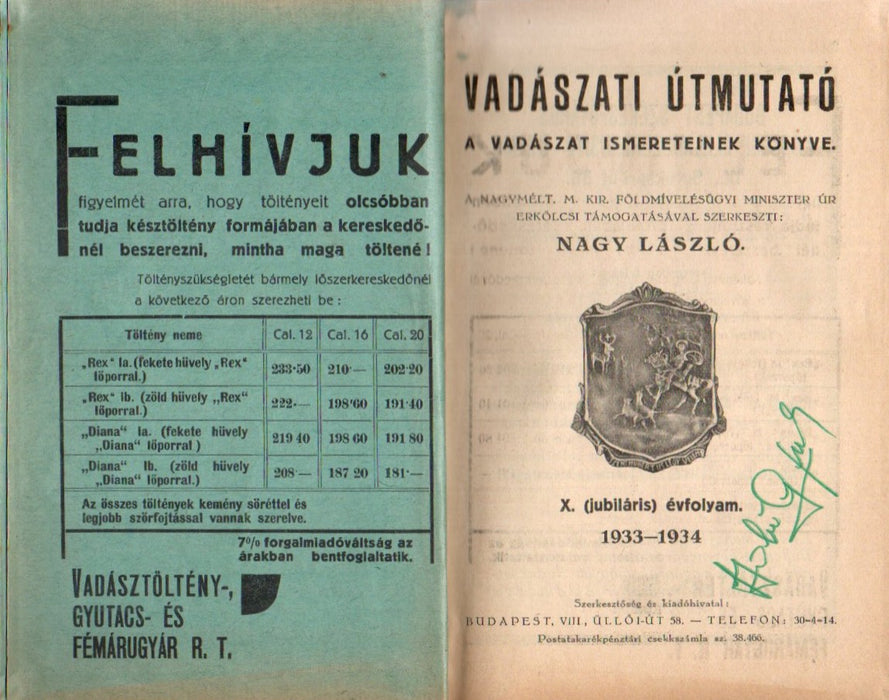 FELHÍVJUK
figyelmét arra, hogy töltényeit olcsóbban
tudja késztöltény formájában a kereskedő-
nél beszerezni, mintha maga töltené!
Töltényszükségletét bármely lőszerkereskedőnél
a következő áron szerezheti be:
Töltény neme Cal. 12 Cal. 16 Cal. 20
„Rex“ Ia. (fekete hüvely „Rex“
lőporral.) 233·50 210·— 202·20
„Rex“ Ib. (zöld hüvely „Rex“
lőporral.) 222·— 198·60 191·40
„Diana“ Ia. (fekete hüvely
„Diana“ lőporral.) 219 40 198 60 191 80
„Diana“ Ib. (zöld hüvely
„Diana“ lőporral.) 208·— 187 20 181·—
Az összes töltények kemény söréttel és
legjobb szőrfojtással vannak szerelve.
7% forgalmiadóváltság az
árakban bentfoglaltatik.
VADÁSZTÖLTÉNY-,
GYUTACS- ÉS
FÉMÁRUGYÁR R. T.
VADÁSZATI ÚTMUTATÓ
A VADÁSZAT ISMERETEINEK KÖNYVE.
A NAGYMÉLT. M. KIR. FÖLDMÍVELÉSÜGYI MINISZTER ÚR
ERKÖLCSI TÁMOGATÁSÁVAL SZERKESZTI:
NAGY LÁSZLÓ.
X. (jubiláris) évfolyam.
1933—1934
Szerkesztőség és kiadóhivatal:
BUDAPEST, VIII., ÜLLŐI-ÚT 58. — TELEFON: 30-4-14.
Postatakarékpénztári csekkszámla sz. 38.466.